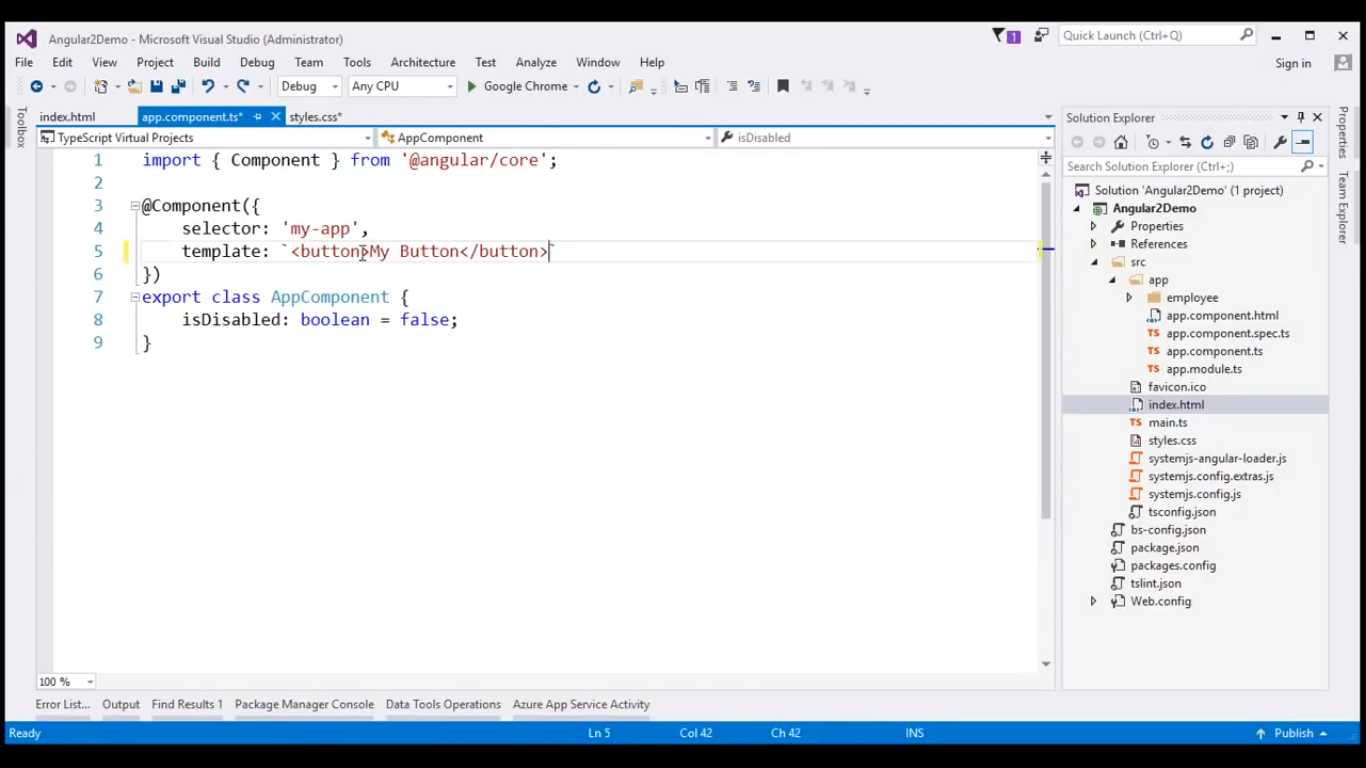 Angular2Demo - Microsoft Visual Studio (Administrator)
1
Quick Launch (Ctrl+Q)
File Edit View Project Build Debug Team Tools Architecture Test Analyze Window Help
Sign in
Debug Any CPU Google Chrome
Toolbox
index.html app.component.ts* styles.css*
TypeScript Virtual Projects AppComponent isDisabled
1 import { Component } from '@angular/core';
2
3 @Component({
4 selector: 'my-app',
5 template: `<button>My Button</button>`
6 })
7 export class AppComponent {
8 isDisabled: boolean = false;
9 }
100 %
Solution Explorer
Search Solution Explorer (Ctrl+;)
Solution 'Angular2Demo' (1 project)
Angular2Demo
Properties
References
src
app
employee
app.component.html
app.component.spec.ts
app.component.ts
app.module.ts
favicon.ico
index.html
main.ts
styles.css
systemjs-angular-loader.js
systemjs.config.extras.js
systemjs.config.js
tsconfig.json
bs-config.json
package.json
packages.config
tslint.json
Web.config
Properties
Team Explorer
Error List... Output Find Results 1 Package Manager Console Data Tools Operations Azure App Service Activity
Ready Ln 5 Col 42 Ch 42 INS Publish